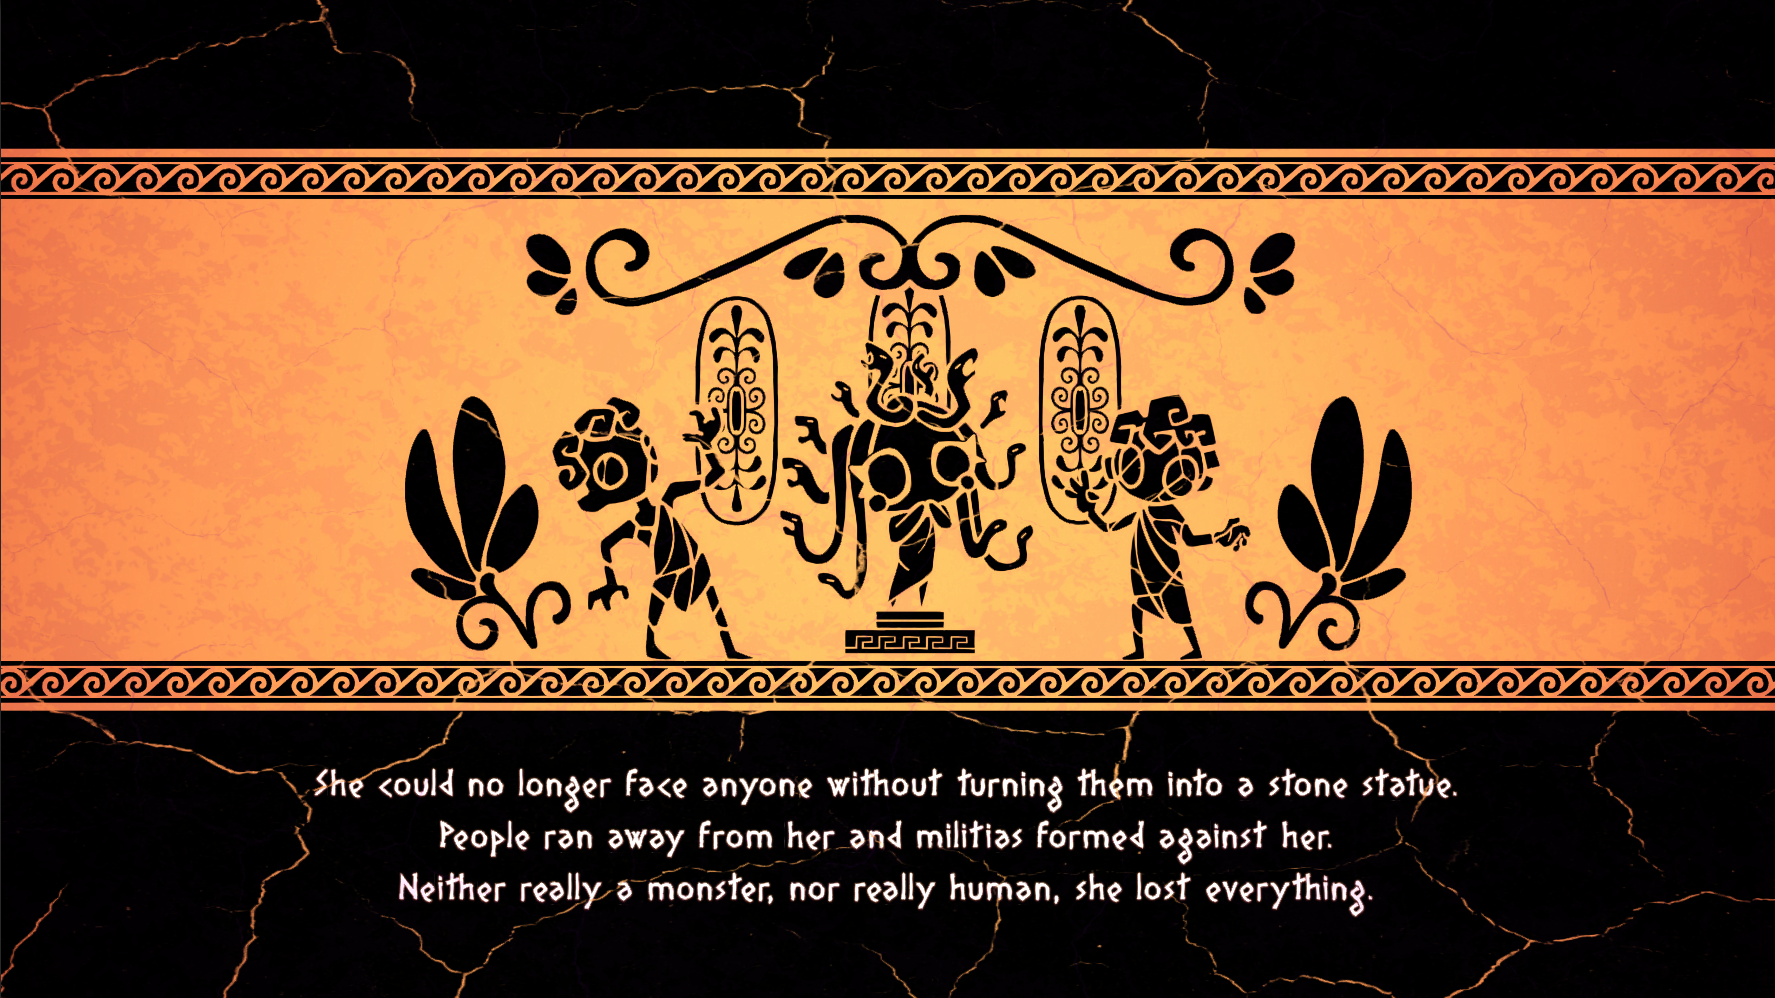 She could no longer face anyone without turning them into a stone statue.
People ran away from her and militias formed against her.
Neither really a monster, nor really human, she lost everything.